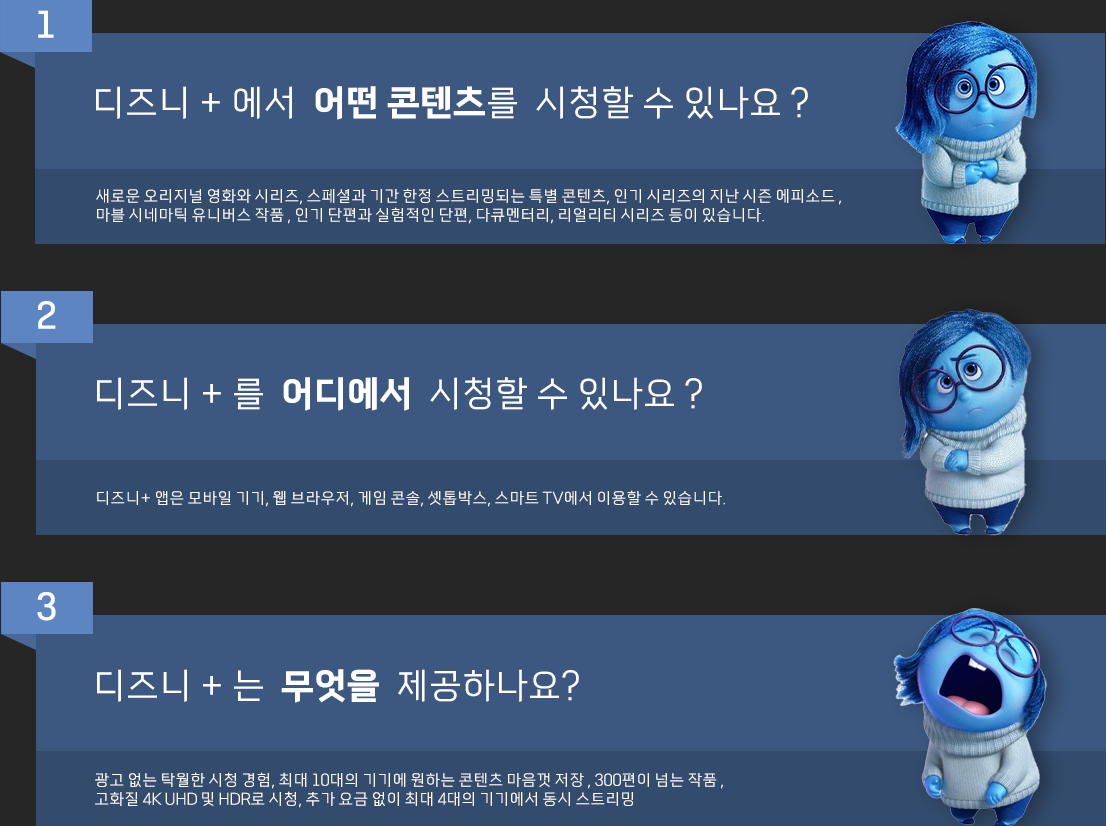 1
디즈니 + 에서 어떤 콘텐츠를 시청할 수 있나요 ?
새로운 오리지널 영화와 시리즈, 스페셜과 기간 한정 스트리밍되는 특별 콘텐츠, 인기 시리즈의 지난 시즌 에피소드 ,
마블 시네마틱 유니버스 작품 , 인기 단편과 실험적인 단편, 다큐멘터리, 리얼리티 시리즈 등이 있습니다.
2
디즈니 + 를 어디에서 시청할 수 있나요 ?
디즈니+ 앱은 모바일 기기, 웹 브라우저, 게임 콘솔, 셋톱박스, 스마트 TV에서 이용할 수 있습니다.
3
디즈니 + 는 무엇을 제공하나요?
광고 없는 탁월한 시청 경험, 최대 10대의 기기에 원하는 콘텐츠 마음껏 저장 , 300편이 넘는 작품 ,
고화질 4K UHD 및 HDR로 시청, 추가 요금 없이 최대 4대의 기기에서 동시 스트리밍